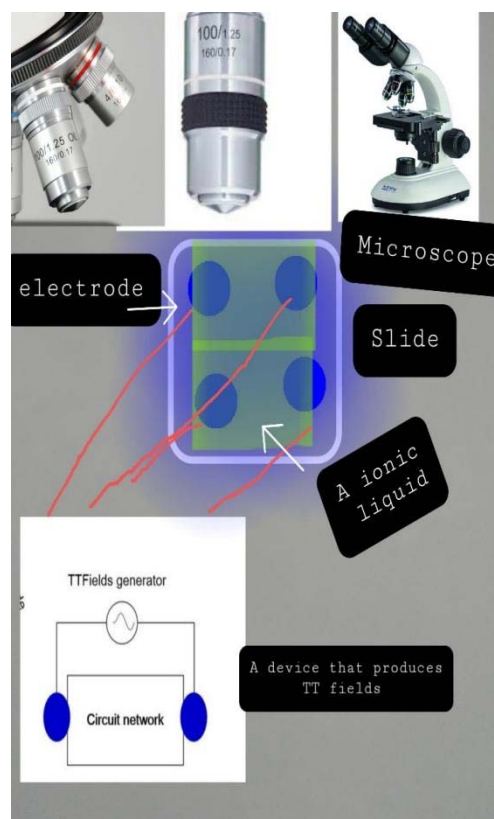 100/1.25 OIL
160/0.17
4
100/1.25
160/0.17
Microscope
electrode
Slide
A ionic
liquid
TTFields generator
Circuit network
A device that produces
TT fields